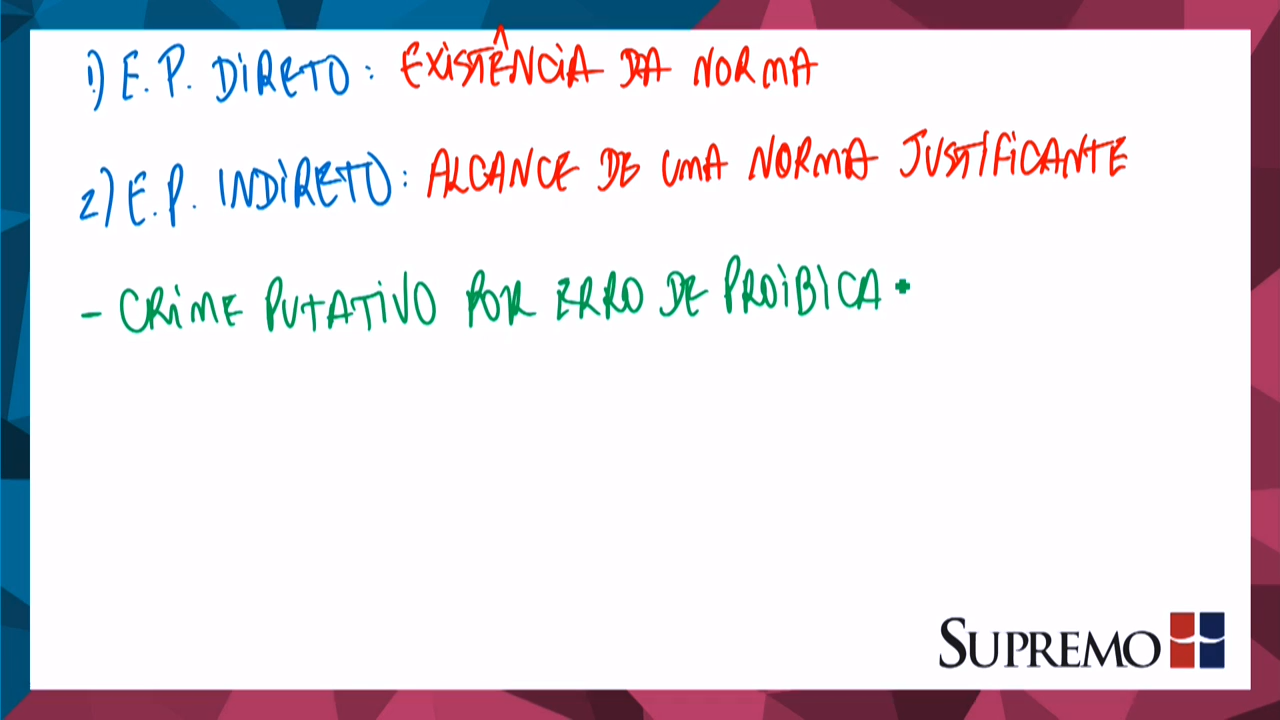 1) E. P. DIRETO: EXISTÊNCIA DA NORMA
2) E. P. INDIRETO: ALCANCE DE UMA NORMA JUSTIFICANTE
- CRIME PUTATIVO POR ERRO DE PROIBICA
SUPREMO